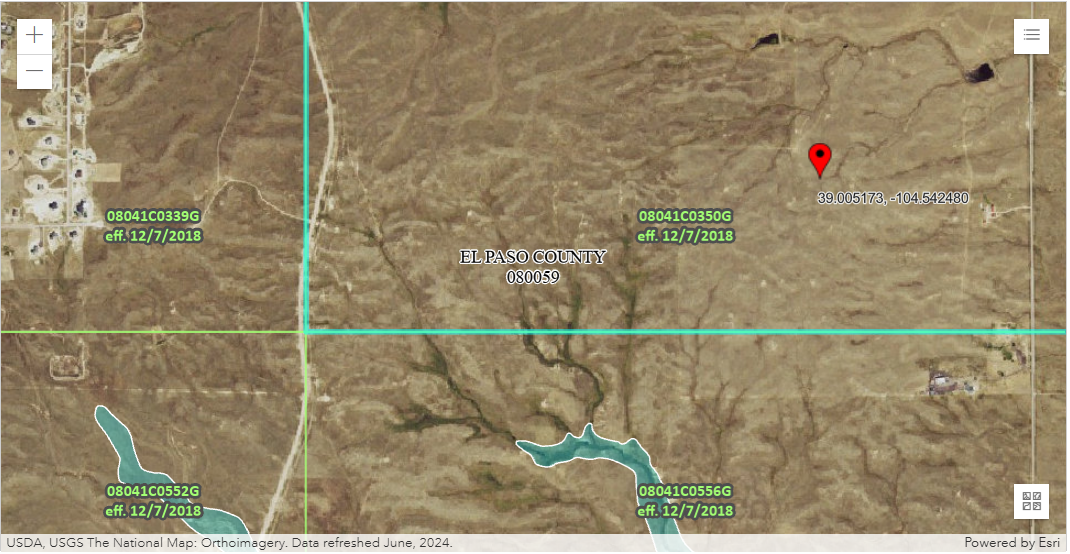 39.005173, -104.542480
08041C0339G
eff. 12/7/2018
08041C0350G
eff. 12/7/2018
EL PASO COUNTY
080059
08041C0552G
eff. 12/7/2018
08041C0556G
eff. 12/7/2018
USDA, USGS The National Map: Orthoimagery. Data refreshed June, 2024.
Powered by Esri